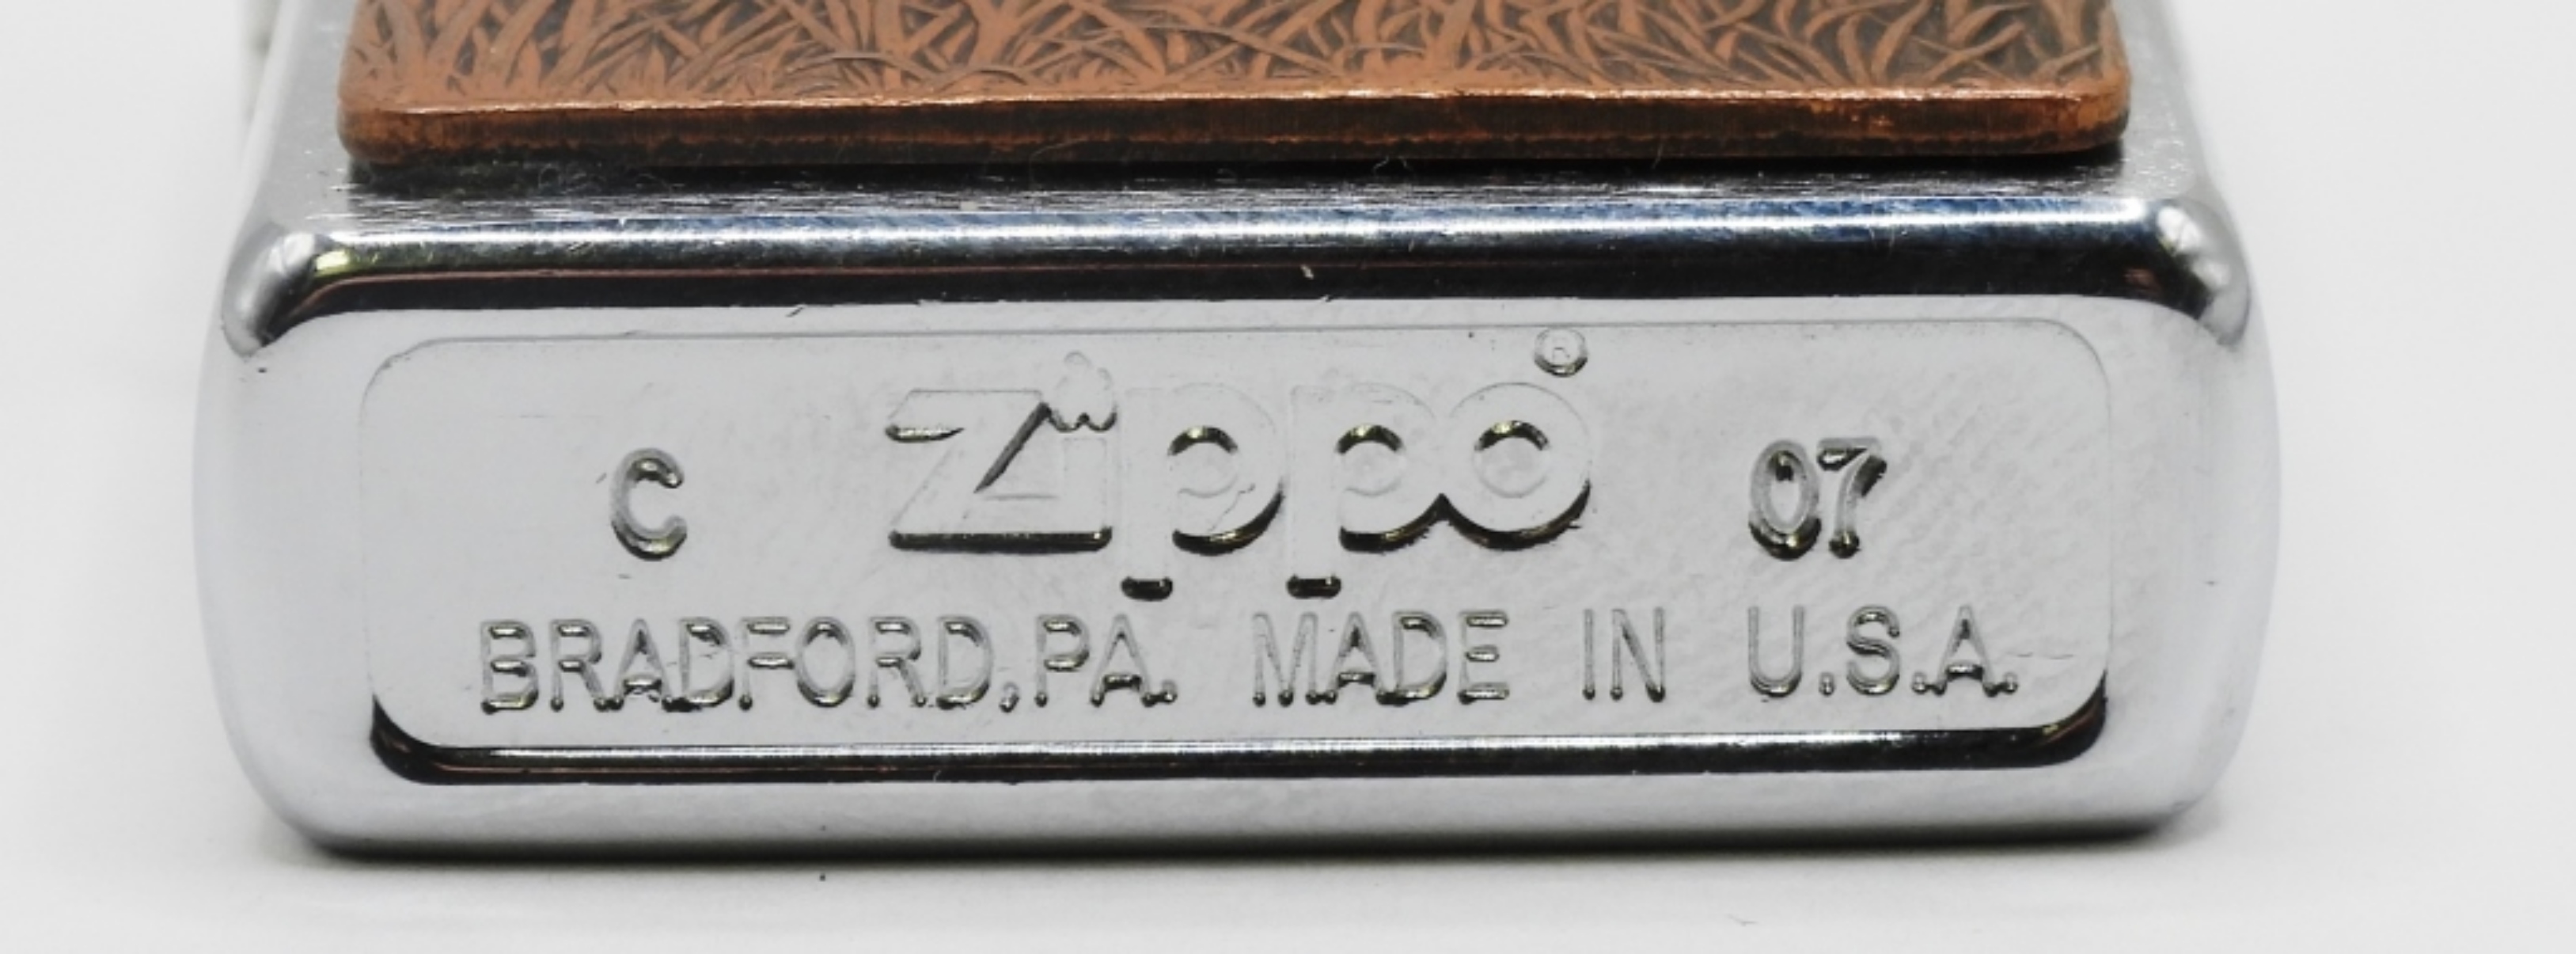 C Zippo® 07
BRADFORD,PA. MADE IN U.S.A.